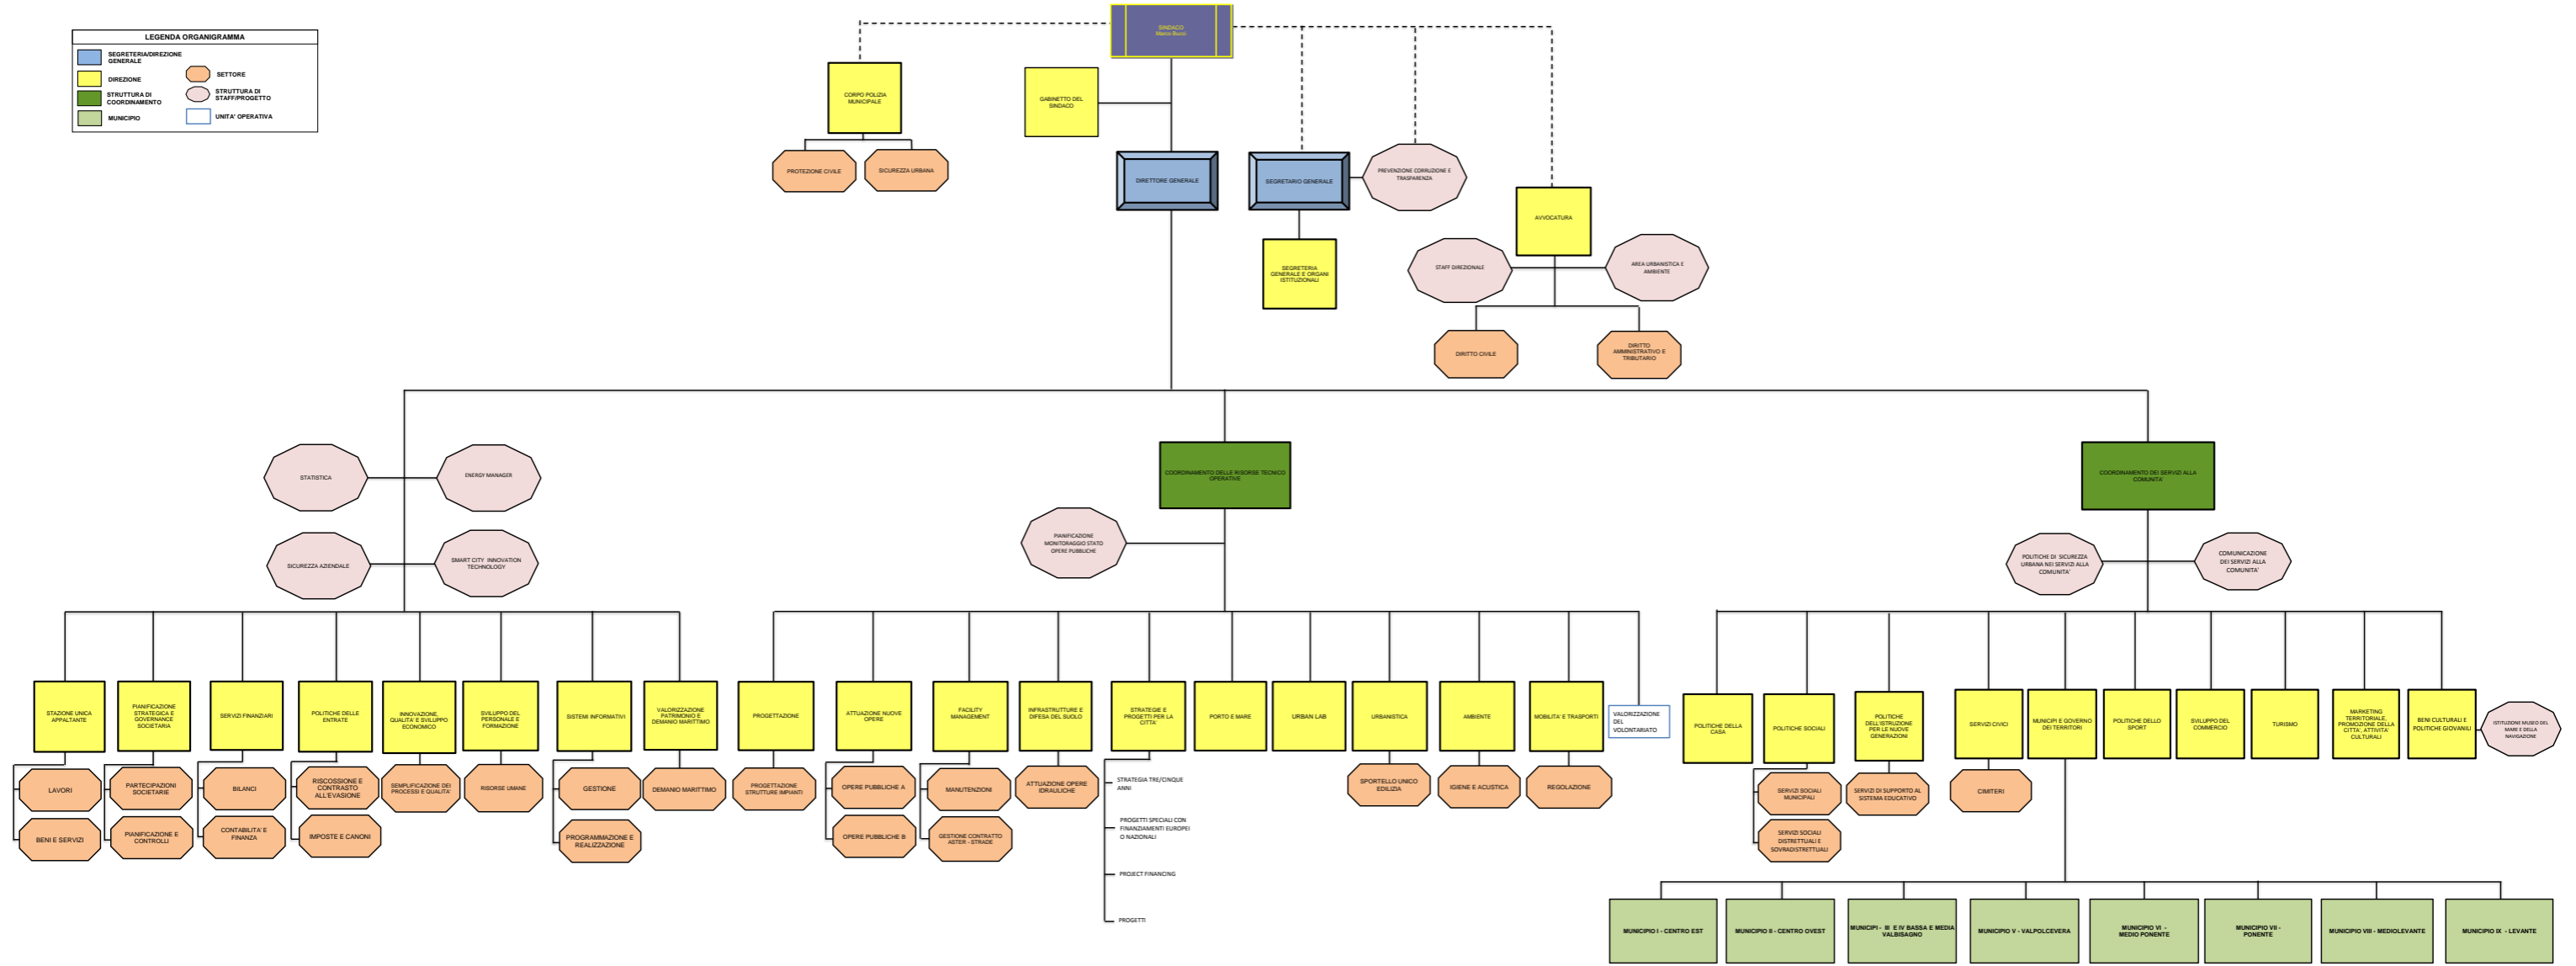 SINDACO
Marco Bucci
LEGENDA ORGANIGRAMMA
SEGRETERIA/DIREZIONE
GENERALE
DIREZIONE
SETTORE
STRUTTURA DI
COORDINAMENTO
STRUTTURA DI
STAFF/PROGETTO
MUNICIPIO
UNITA' OPERATIVA
CORPO POLIZIA
MUNICIPALE
GABINETTO DEL
SINDACO
PROTEZIONE CIVILE
SICUREZZA URBANA
DIRETTORE GENERALE
SEGRETARIO GENERALE
PREVENZIONE CORRUZIONE E
TRASPARENZA
AVVOCATURA
SEGRETERIA
GENERALE E ORGANI
ISTITUZIONALI
STAFF DIREZIONALE
AREA URBANISTICA E
AMBIENTE
DIRITTO CIVILE
DIRITTO
AMMINISTRATIVO E
TRIBUTARIO
STATISTICA
ENERGY MANAGER
SICUREZZA AZIENDALE
SMART CITY INNOVATION
TECHNOLOGY
COORDINAMENTO DELLE RISORSE TECNICO
OPERATIVE
PIANIFICAZIONE
MONITORAGGIO STATO
OPERE PUBBLICHE
COORDINAMENTO DEI SERVIZI ALLA
COMUNITA'
POLITICHE DI SICUREZZA
URBANA NEI SERVIZI ALLA
COMUNITA'
COMUNICAZIONE
DEI SERVIZI ALLA
COMUNITA'
STAZIONE UNICA
APPALTANTE
PIANIFICAZIONE
STRATEGICA E
GOVERNANCE
SOCIETARIA
SERVIZI FINANZIARI
POLITICHE DELLE
ENTRATE
INNOVAZIONE,
QUALITA' E SVILUPPO
ECONOMICO
SVILUPPO DEL
PERSONALE E
FORMAZIONE
SISTEMI INFORMATIVI
VALORIZZAZIONE
PATRIMONIO E
DEMANIO MARITTIMO
PROGETTAZIONE
ATTUAZIONE NUOVE
OPERE
FACILITY
MANAGEMENT
INFRASTRUTTURE E
DIFESA DEL SUOLO
STRATEGIE E
PROGETTI PER LA
CITTA'
PORTO E MARE
URBAN LAB
URBANISTICA
AMBIENTE
MOBILITA' E TRASPORTI
VALORIZZAZIONE
DEL
VOLONTARIATO
POLITICHE DELLA
CASA
POLITICHE SOCIALI
POLITICHE
DELL'ISTRUZIONE
PER LE NUOVE
GENERAZIONI
SERVIZI CIVICI
MUNICIPI E GOVERNO
DEI TERRITORI
POLITICHE DELLO
SPORT
SVILUPPO DEL
COMMERCIO
TURISMO
MARKETING
TERRITORIALE,
PROMOZIONE DELLA
CITTA', ATTIVITA'
CULTURALI
BENI CULTURALI E
POLITICHE GIOVANILI
ISTITUZIONE MUSEO DEL
MARE E DELLA
NAVIGAZIONE
LAVORI
BENI E SERVIZI
PARTECIPAZIONI
SOCIETARIE
PIANIFICAZIONE E
CONTROLLI
BILANCI
CONTABILITA' E
FINANZA
RISCOSSIONE E
CONTRASTO
ALL'EVASIONE
IMPOSTE E CANONI
SEMPLIFICAZIONE DEI
PROCESSI E QUALITA'
RISORSE UMANE
GESTIONE
PROGRAMMAZIONE E
REALIZZAZIONE
DEMANIO MARITTIMO
PROGETTAZIONE
STRUTTURE IMPIANTI
OPERE PUBBLICHE A
OPERE PUBBLICHE B
MANUTENZIONI
GESTIONE CONTRATTO
ASTER - STRADE
ATTUAZIONE OPERE
IDRAULICHE
STRATEGIA TRE/CINQUE
ANNI
PROGETTI SPECIALI CON
FINANZIAMENTI EUROPEI
O NAZIONALI
PROJECT FINANCING
PROGETTI
SPORTELLO UNICO
EDILIZIA
IGIENE E ACUSTICA
REGOLAZIONE
SERVIZI SOCIALI
MUNICIPALI
SERVIZI SOCIALI
DISTRETTUALI E
SOVRADISTRETTUALI
SERVIZI DI SUPPORTO AL
SISTEMA EDUCATIVO
CIMITERI
MUNICIPIO I - CENTRO EST
MUNICIPIO II - CENTRO OVEST
MUNICIPI - III E IV BASSA E MEDIA
VALBISAGNO
MUNICIPIO V - VALPOLCEVERA
MUNICIPIO VI -
MEDIO PONENTE
MUNICIPIO VII -
PONENTE
MUNICIPIO VIII - MEDIOLEVANTE
MUNICIPIO IX - LEVANTE